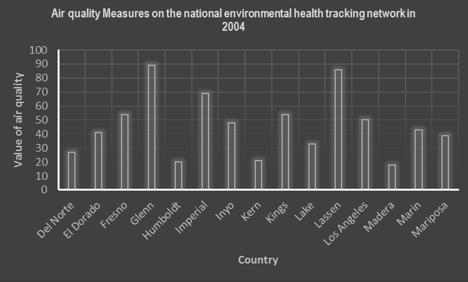 Air quality Measures on the national environmental health tracking network in
2004
100
90
80
70
60
50
40
30
20
10
0
Value of air quality
Del Norte
El Dorado
Fresno
Glenn
Humboldt
Imperial
Inyo
Kern
Kings
Lake
Lassen
Los Angeles
Madera
Marin
Mariposa
Country